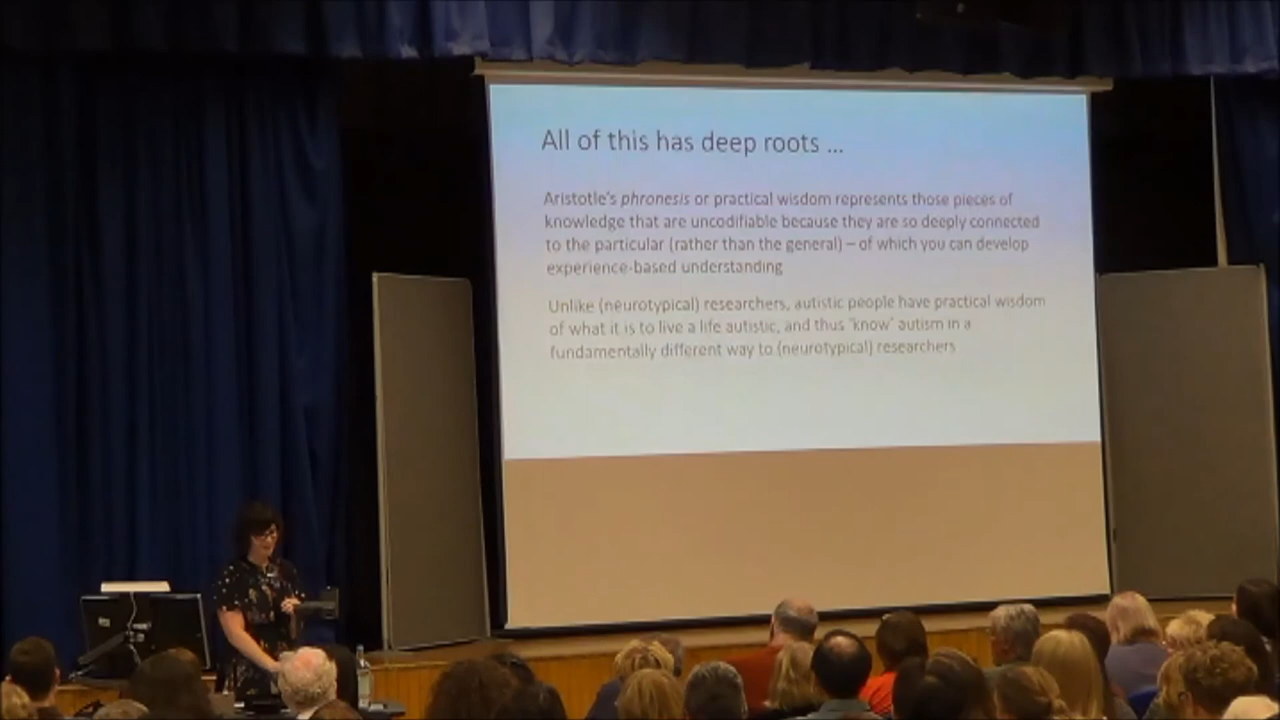 All of this has deep roots ...
Aristotle's phronesis or practical wisdom represents those pieces of
knowledge that are uncodifiable because they are so deeply connected
to the particular (rather than the general) – of which you can develop
experience-based understanding
Unlike (neurotypical) researchers, autistic people have practical wisdom
of what it is to live a life autistic, and thus 'know' autism in a
fundamentally different way to (neurotypical) researchers